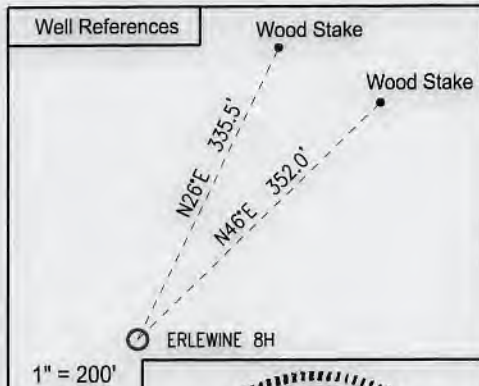 Well References
Wood Stake
Wood Stake
N26°E 335.5'
N46°E 352.0'
ERLEWINE 8H
1" = 200'